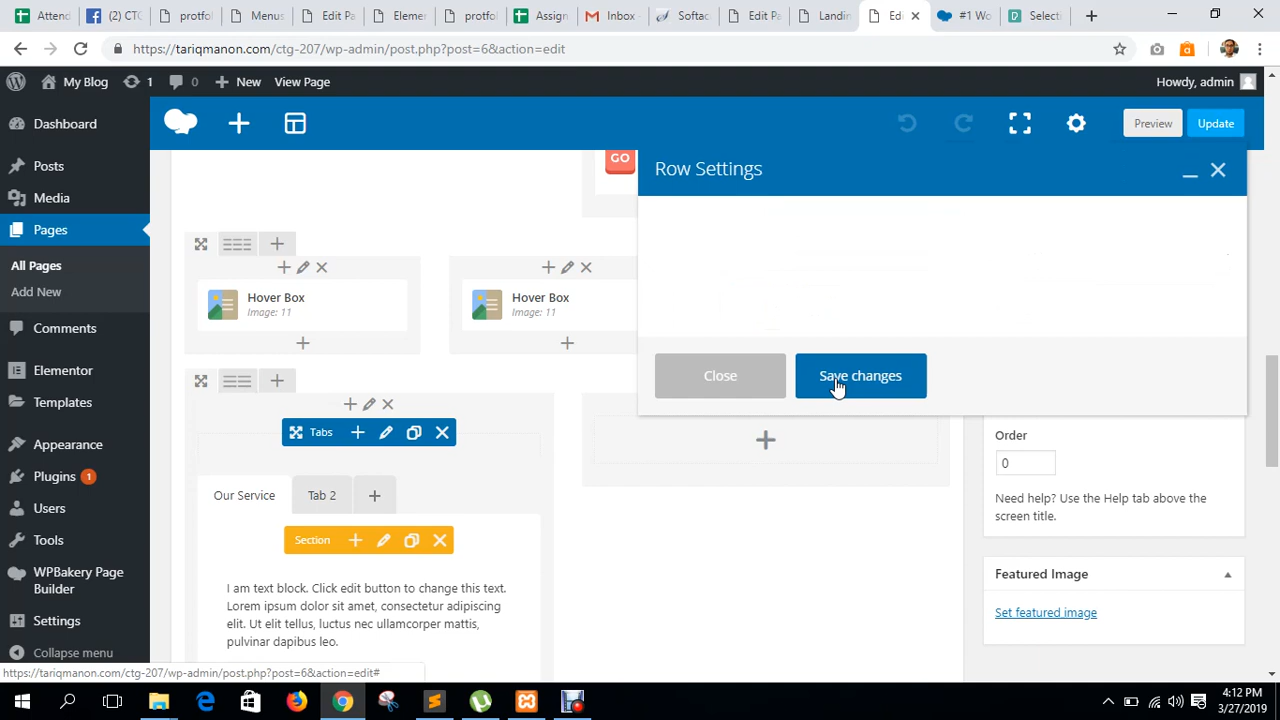 Attend
f (2) CTG
protfol
Menus
Edit Pa
Elemer
protfol
Assign
Inbox
Softac
Edit Pa
Landin
Edi
#1 Wo
Selecti
https://tariqmanon.com/ctg-207/wp-admin/post.php?post=6&action=edit
My Blog
1
0
New
View Page
Howdy, admin
Dashboard
Posts
Media
Pages
All Pages
Add New
Comments
Elementor
Templates
Appearance
Plugins 1
Users
Tools
WPBakery Page
Builder
Settings
Collapse menu
Preview
Update
GO
Row Settings
Close
Save changes
Hover Box
Image: 11
Hover Box
Image: 11
Tabs
Our Service
Tab 2
Section
I am text block. Click edit button to change this text.
Lorem ipsum dolor sit amet, consectetur adipiscing
elit. Ut elit tellus, luctus nec ullamcorper mattis,
pulvinar dapibus leo.
Order
0
Need help? Use the Help tab above the
screen title.
Featured Image
Set featured image
https://tariqmanon.com/ctg-207/wp-admin/post.php?post=6&action=edit#
4:12 PM
3/27/2019